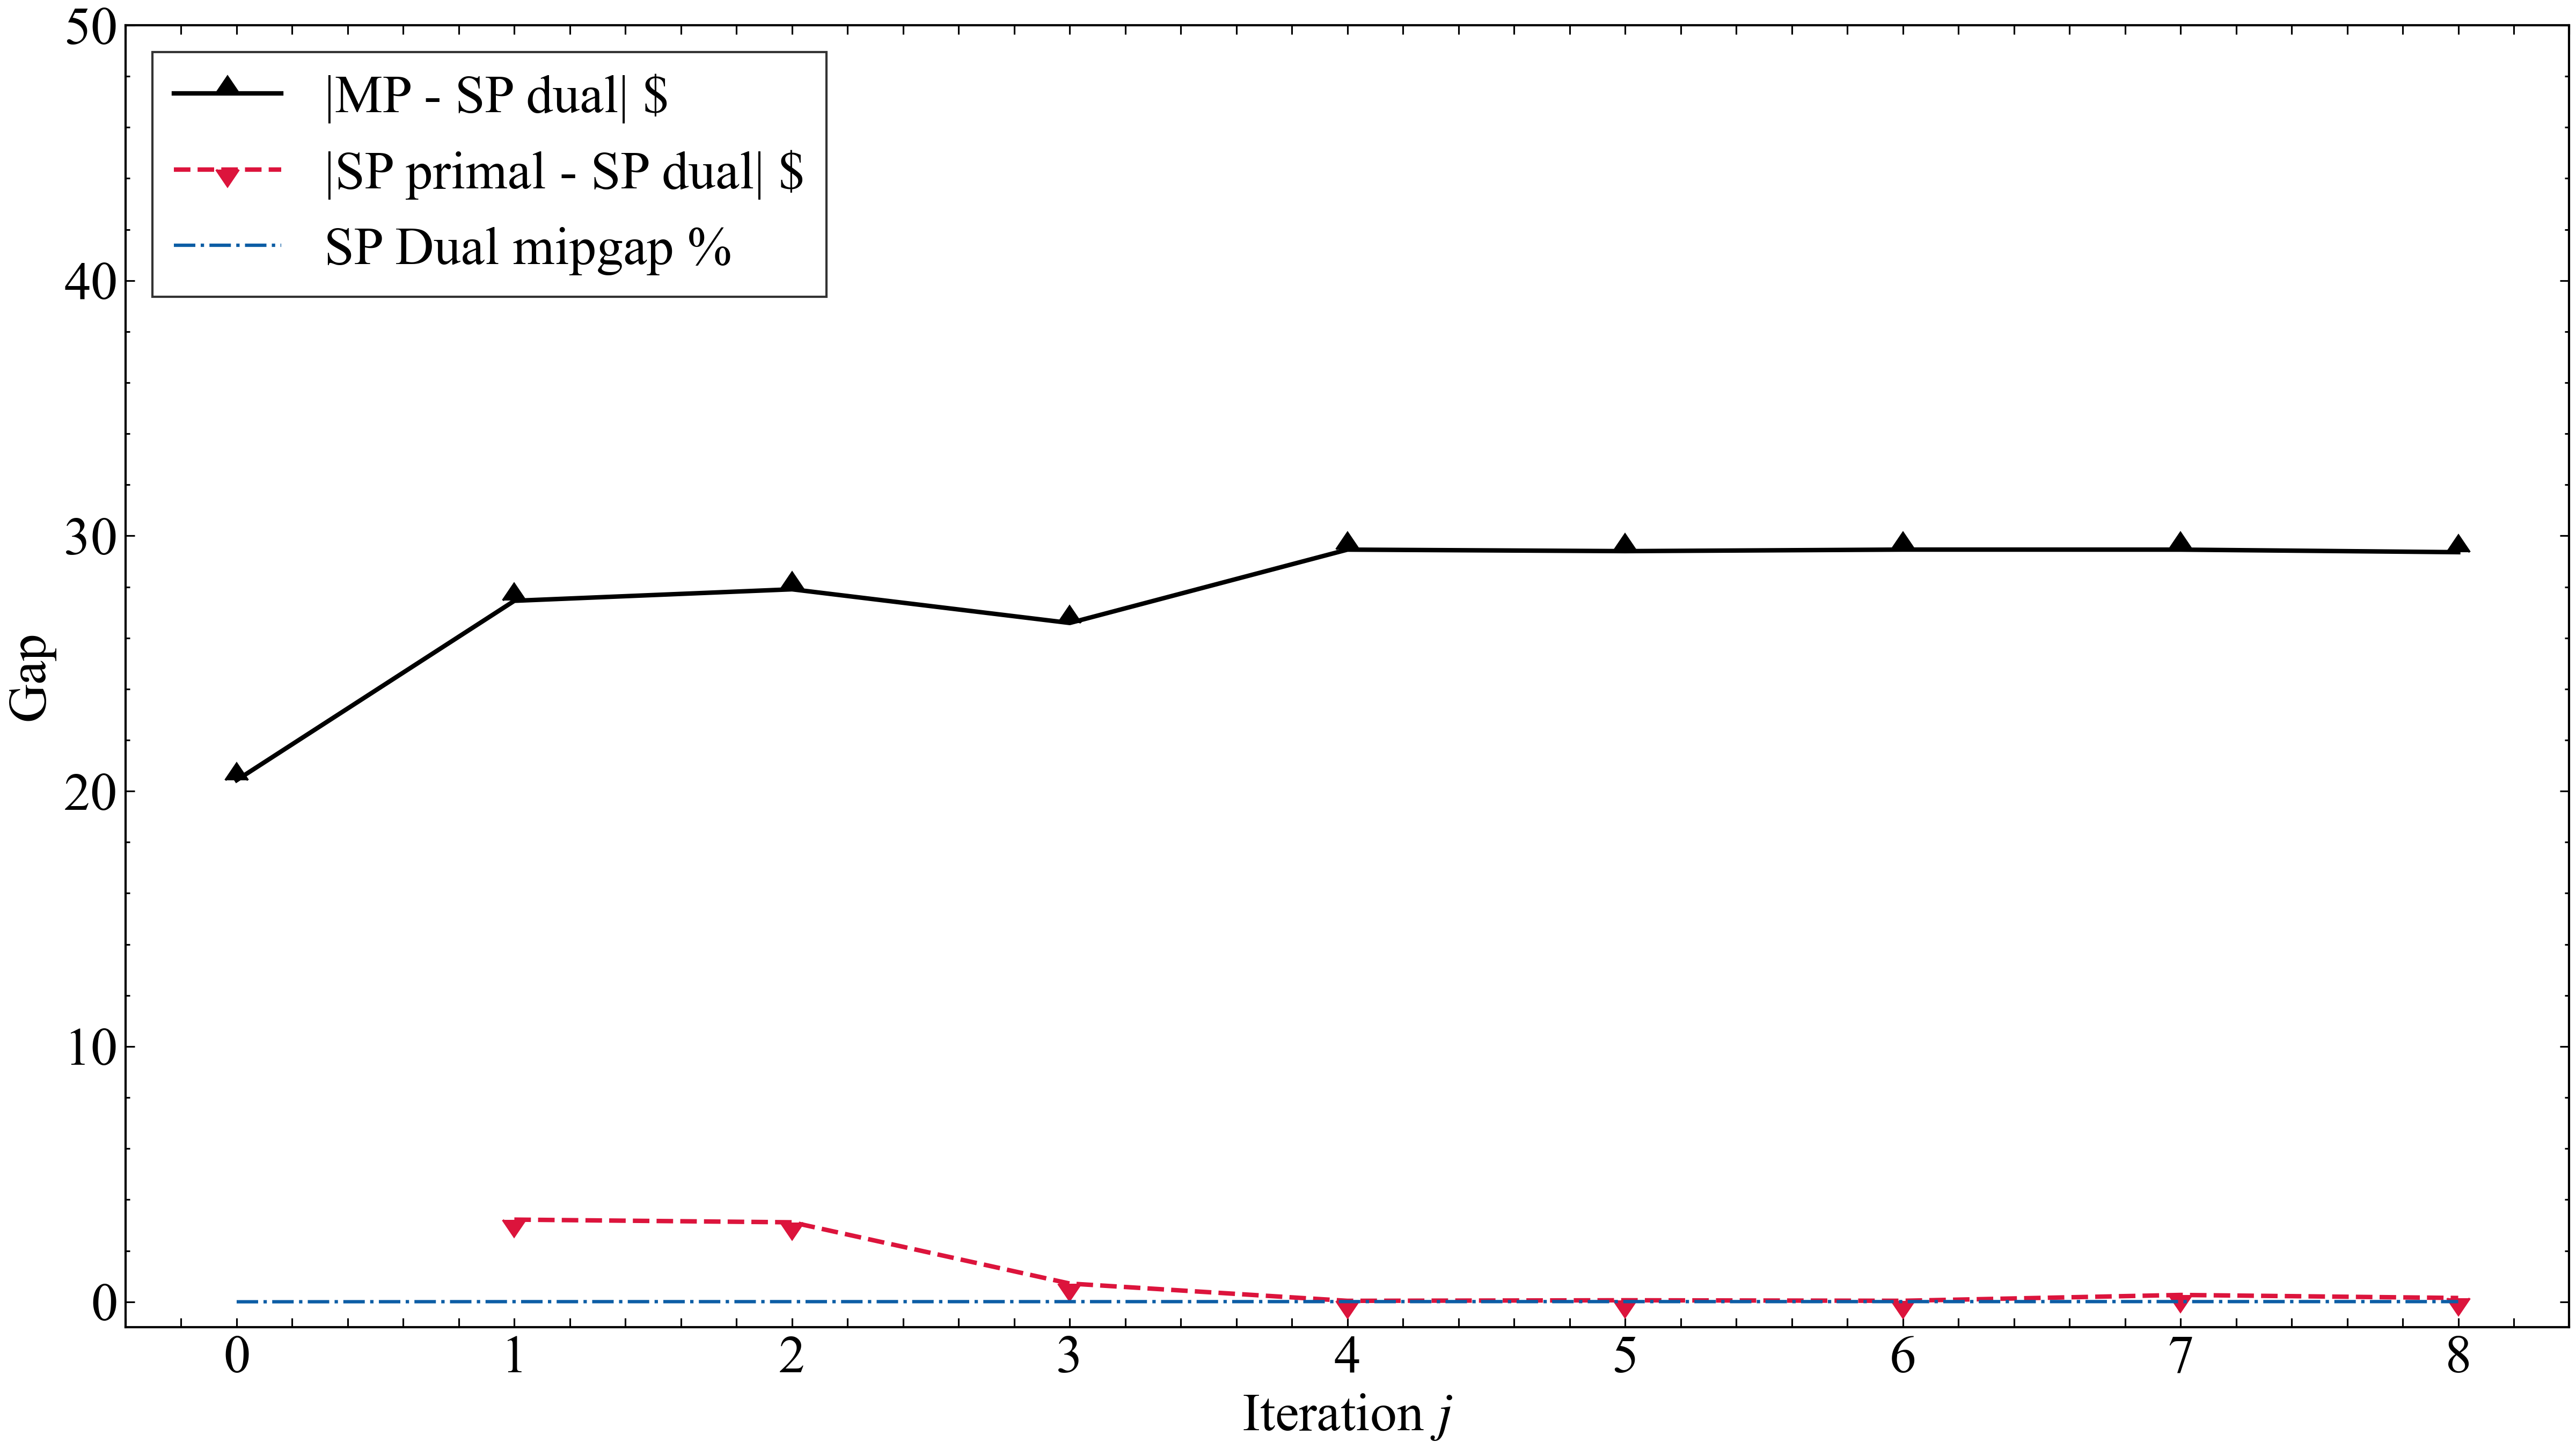 50
40
30
20
10
0
Gap
|MP - SP dual| $
|SP primal - SP dual| $
SP Dual mipgap %
0 1 2 3 4 5 6 7 8
Iteration j